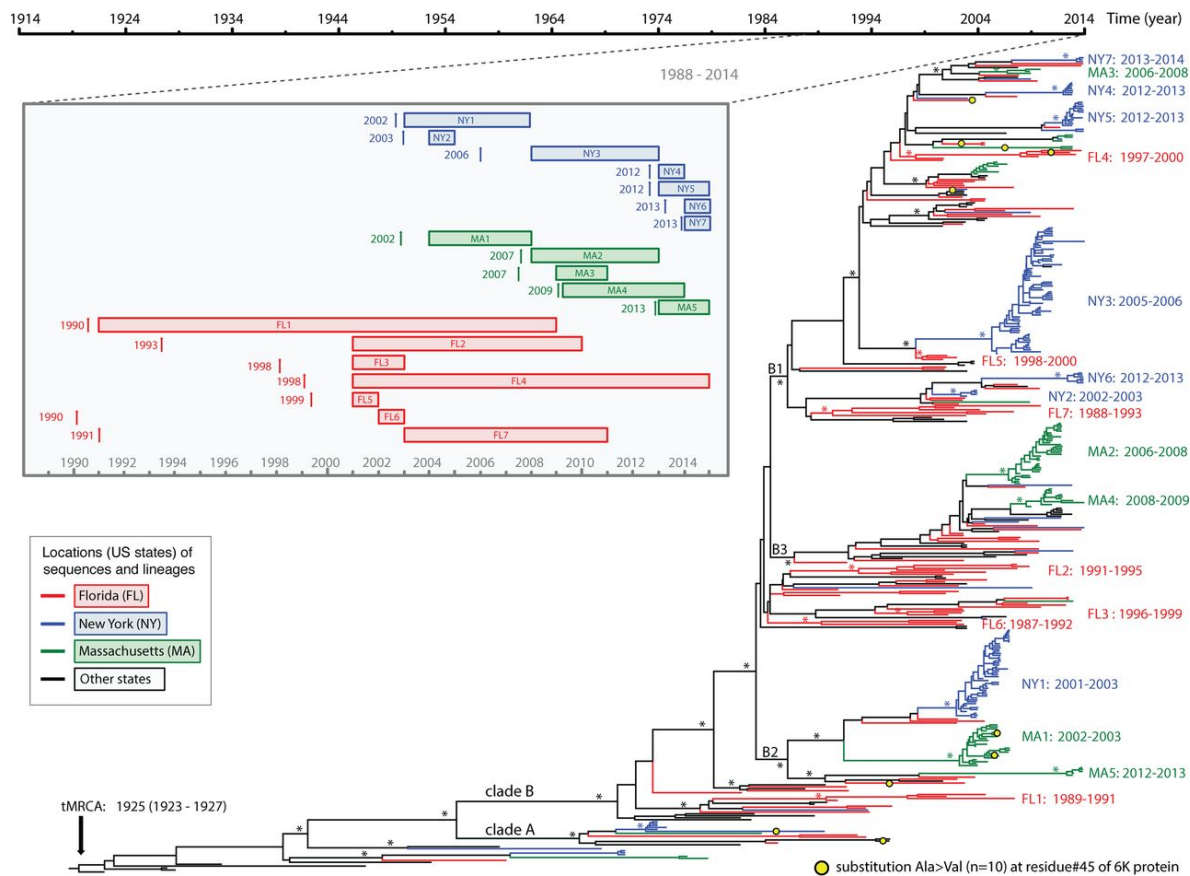 1914 1924 1934 1944 1954 1964 1974 1984 1994 2004 2014 Time (year)
1988 - 2014
2002 NY1
2003 NY2
2006 NY3
2012 NY4
2012 NY5
2013 NY6
2013 NY7
2002 MA1
2007 MA2
2007 MA3
2009 MA4
2013 MA5
1990 FL1
1993 FL2
1998 FL3
1998 FL4
1999 FL5
1990 FL6
1991 FL7
1990 1992 1994 1996 1998 2000 2002 2004 2006 2008 2010 2012 2014
NY7: 2013-2014
MA3: 2006-2008
NY4: 2012-2013
NY5: 2012-2013
FL4: 1997-2000
NY3: 2005-2006
FL5: 1998-2000
B1
NY6: 2012-2013
NY2: 2002-2003
FL7: 1988-1993
MA2: 2006-2008
MA4: 2008-2009
B3
FL2: 1991-1995
FL3 : 1996-1999
FL6: 1987-1992
NY1: 2001-2003
MA1: 2002-2003
B2
MA5: 2012-2013
FL1: 1989-1991
Locations (US states) of
sequences and lineages
Florida (FL)
New York (NY)
Massachusetts (MA)
Other states
clade B
clade A
tMRCA: 1925 (1923 - 1927)
substitution Ala>Val (n=10) at residue#45 of 6K protein